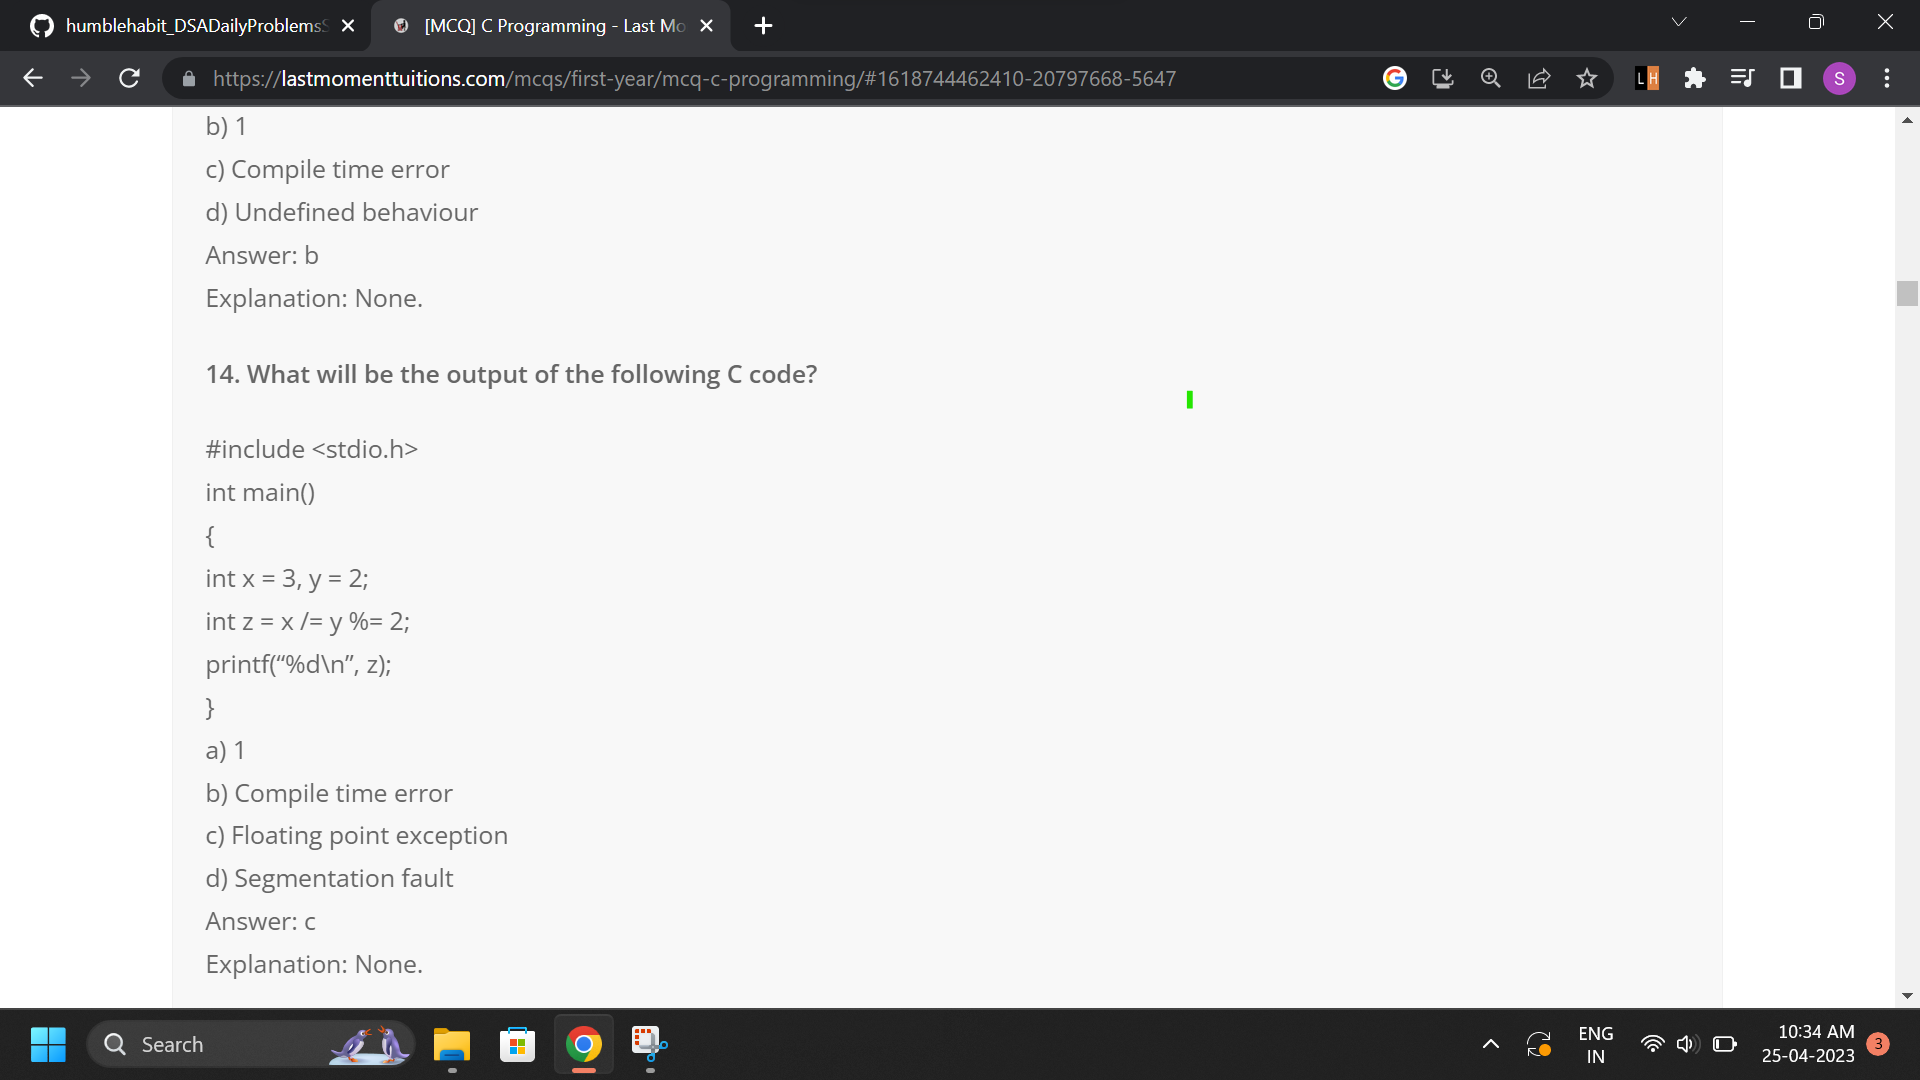 humblehabit_DSADailyProblemsS
[MCQ] C Programming - Last Mo
https://lastmomenttuitions.com/mcqs/first-year/mcq-c-programming/#1618744462410-20797668-5647
LH
S
b) 1
c) Compile time error
d) Undefined behaviour
Answer: b
Explanation: None.
14. What will be the output of the following C code?
#include <stdio.h>
int main()
{
int x = 3, y = 2;
int z = x /= y %= 2;
printf(“%d\n”, z);
}
a) 1
b) Compile time error
c) Floating point exception
d) Segmentation fault
Answer: c
Explanation: None.
Search
ENG
IN
10:34 AM
25-04-2023
3